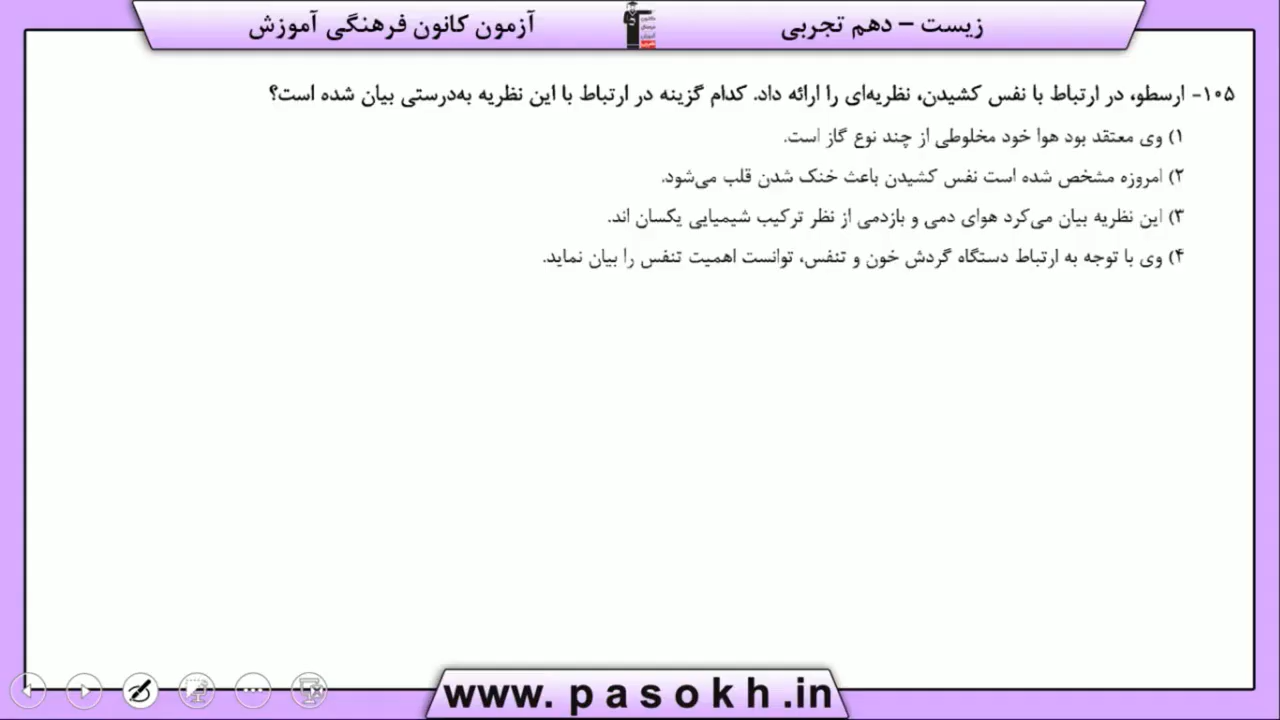 زیست – دهم تجربی
آزمون کانون فرهنگی آموزش
۱۰۵- ارسطو، در ارتباط با نفس کشیدن، نظریه‌ای را ارائه داد. کدام گزینه در ارتباط با این نظریه به‌درستی بیان شده است؟
۱) وی معتقد بود هوا خود مخلوطی از چند نوع گاز است.
۲) امروزه مشخص شده است نفس کشیدن باعث خنک شدن قلب می‌شود.
۳) این نظریه بیان می‌کرد هوای دمی و بازدمی از نظر ترکیب شیمیایی یکسان اند.
۴) وی با توجه به ارتباط دستگاه گردش خون و تنفس، توانست اهمیت تنفس را بیان نماید.
www. p a s o k h .in